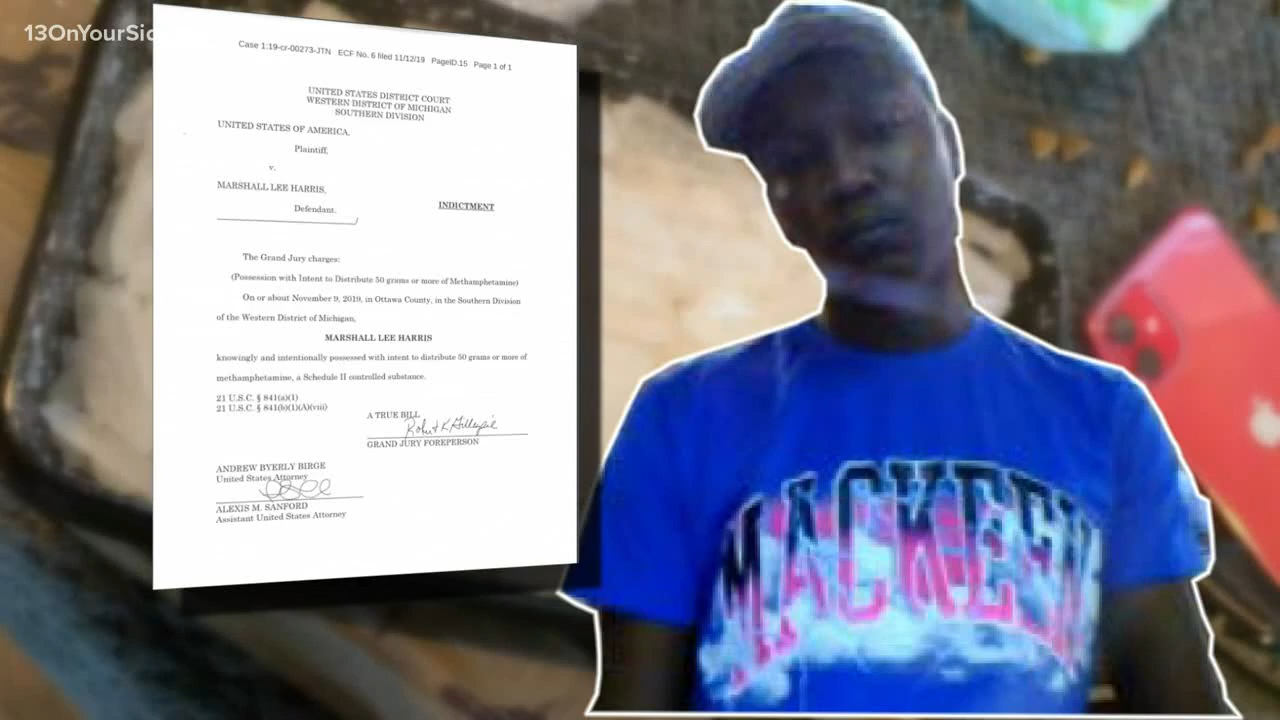 13OnYourSi
Case 1:19-cr-00273-JTN ECF No. 6 filed 11/12/19 PageID.15 Page 1 of 1
UNITED STATES DISTRICT COURT
WESTERN DISTRICT OF MICHIGAN
SOUTHERN DIVISION
UNITED STATES OF AMERICA,
Plaintiff,
v.
MARSHALL LEE HARRIS,
Defendant.
INDICTMENT
The Grand Jury charges:
(Possession with Intent to Distribute 50 grams or more of Methamphetamine)
On or about November 9, 2019, in Ottawa County, in the Southern Division
of the Western District of Michigan,
MARSHALL LEE HARRIS
knowingly and intentionally possessed with intent to distribute 50 grams or more of
methamphetamine, a Schedule II controlled substance.
21 U.S.C. § 841(a)(1)
21 U.S.C. § 841(b)(1)(A)(viii)
A TRUE BILL
Robert K Gillespie
GRAND JURY FOREPERSON
ANDREW BYERLY BIRGE
United States Attorney
ALEXIS M. SANFORD
Assistant United States Attorney
MACKEEN